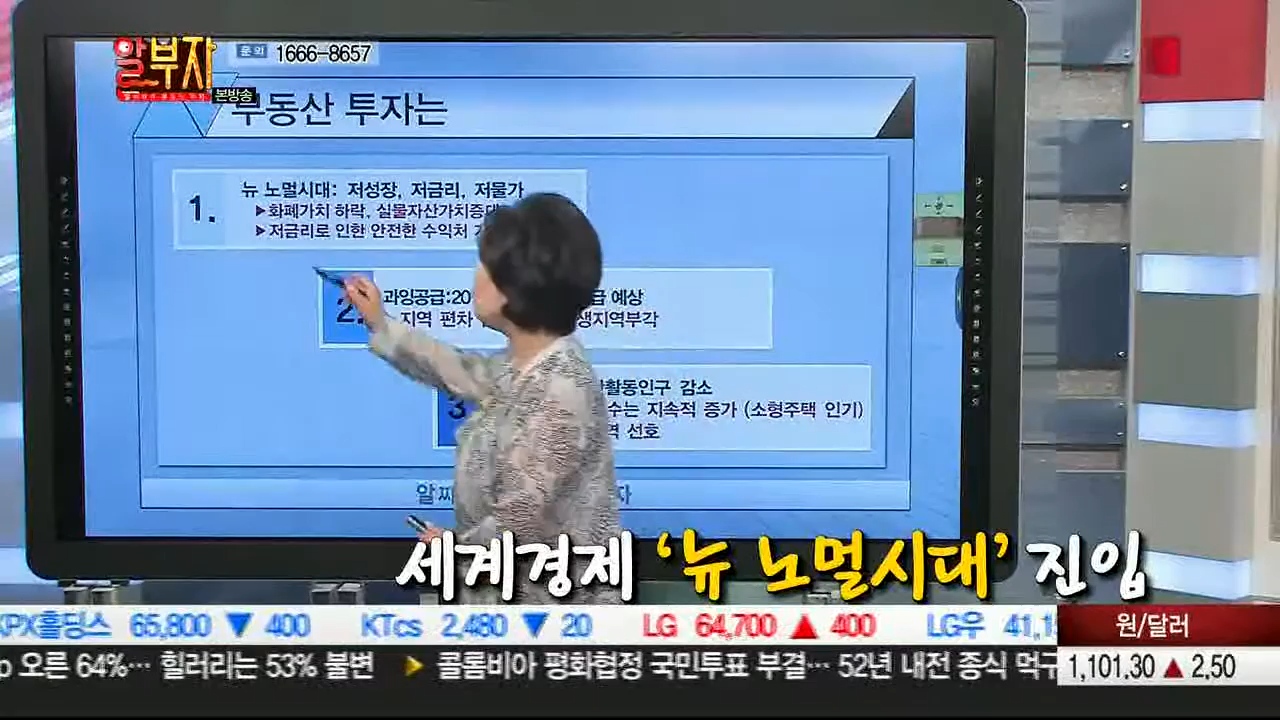 알부자
본방송
문의 1666-8657
부동산 투자는
1.
뉴 노멀시대: 저성장, 저금리, 저물가
▶화폐가치 하락, 실물자산가치증대
▶저금리로 인한 안전한 수익처
2.
과잉공급:20 급 예상
지역 편차 생지역부각
3
활동인구 감소
수는 지속적 증가 (소형주택 인기)
선호
알짜 자
세계경제 ‘뉴 노멀시대’ 진입
KPX홀딩스 65,800 ▼ 400 KTcs 2,480 ▼ 20 LG 64,700 ▲ 400 LG우 41,15
원/달러
p 오른 64%··· 힐러리는 53% 불변 > 콜롬비아 평화협정 국민투표 부결··· 52년 내전 종식 먹구
1,101.30 ▲ 2.50